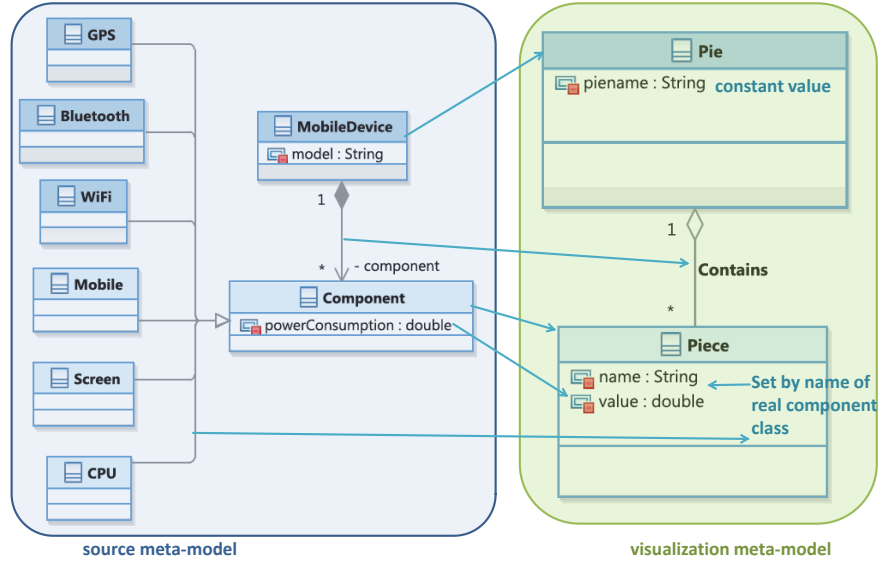 GPS
Bluetooth
WiFi
Mobile
Screen
CPU
MobileDevice
model : String
1
* - component
Component
powerConsumption : double
source meta-model
Pie
piename : String constant value
1
Contains
*
Piece
name : String
value : double
Set by name of
real component
class
visualization meta-model